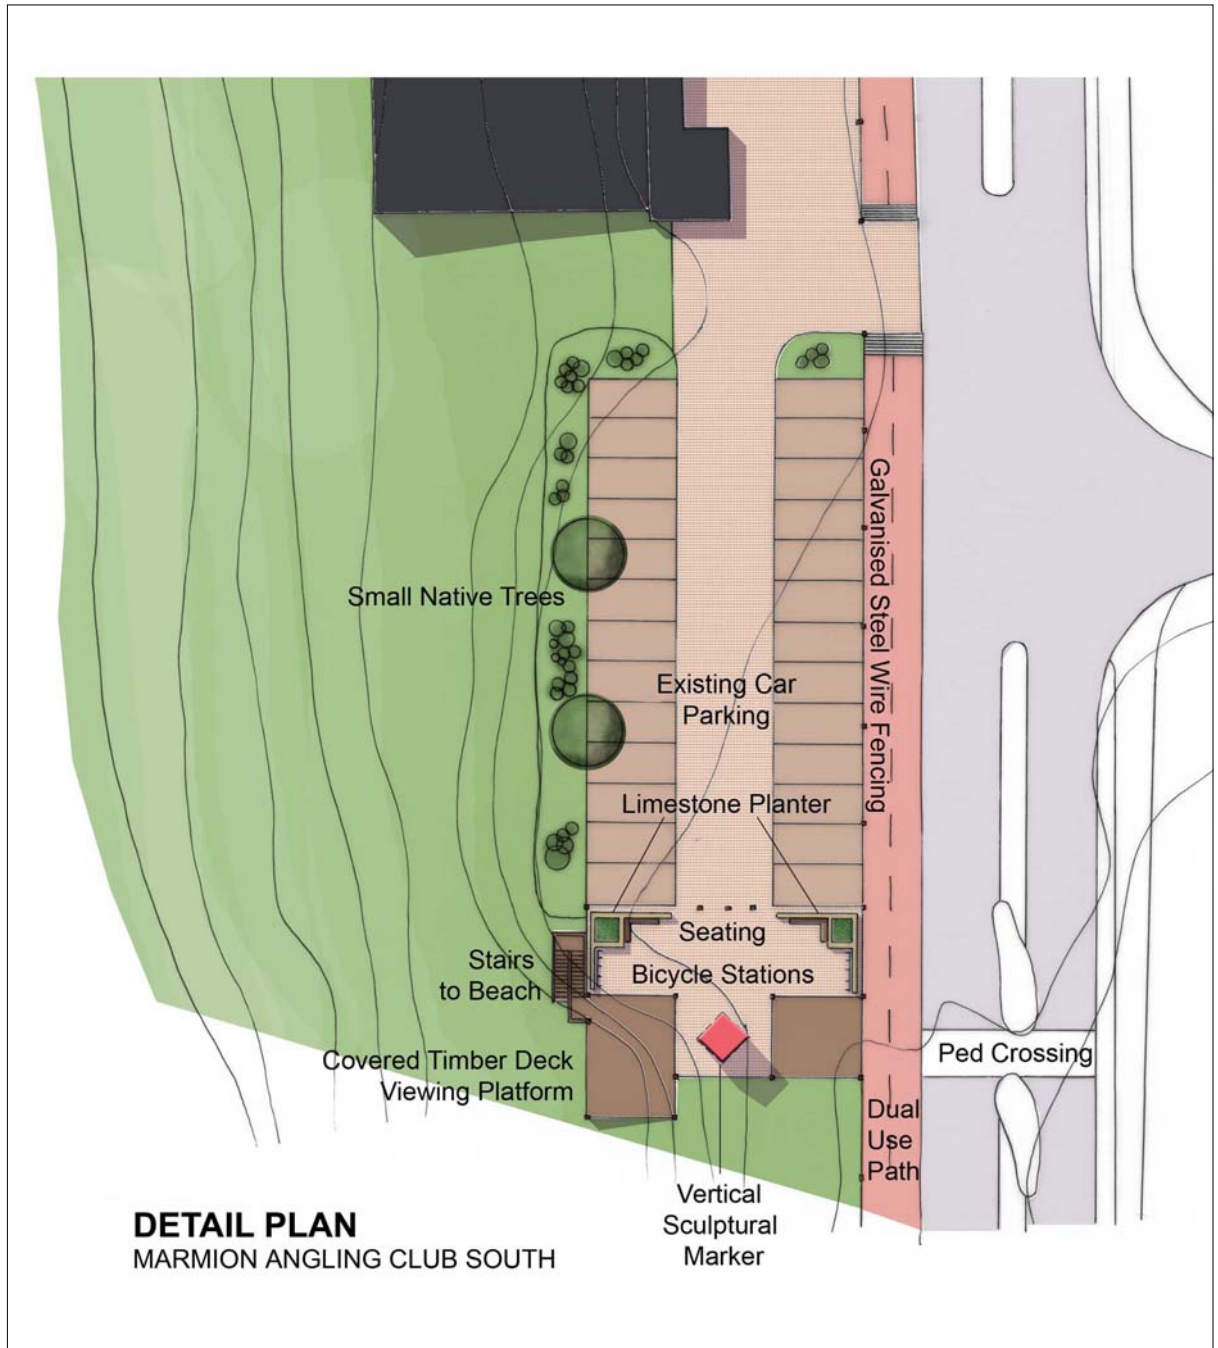 Galvanised Steel Wire Fencing
Small Native Trees
Existing Car
Parking
Limestone Planter
Seating
Stairs
to Beach
Bicycle Stations
Covered Timber Deck
Viewing Platform
Ped Crossing
Dual
Use
Path
Vertical
Sculptural
Marker
DETAIL PLAN
MARMION ANGLING CLUB SOUTH